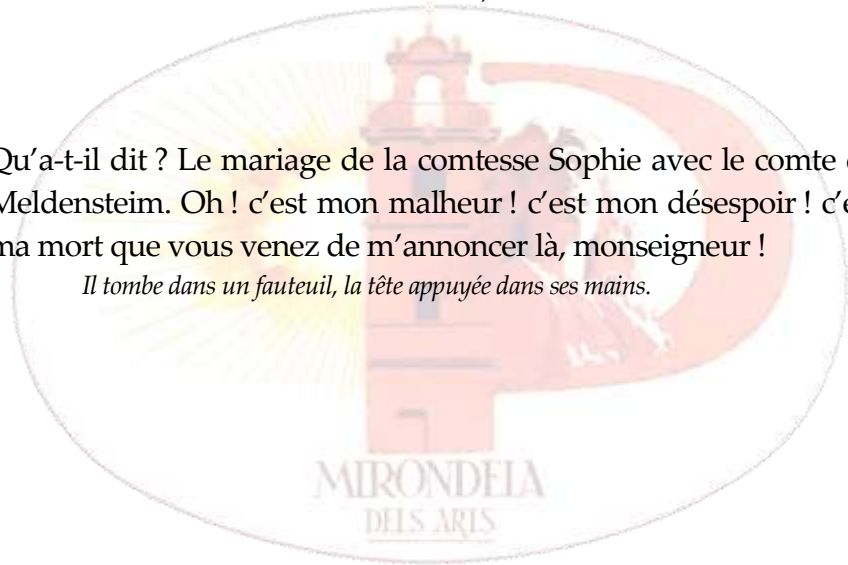 Qu’a-t-il dit ? Le mariage de la comtesse Sophie avec le comte
Meldensteim. Oh ! c’est mon malheur ! c’est mon désespoir !
ma mort que vous venez de m’annoncer là, monseigneur !
Il tombe dans un fauteuil, la tête appuyée dans ses mains.
MIRONDELA
DELS ARTS